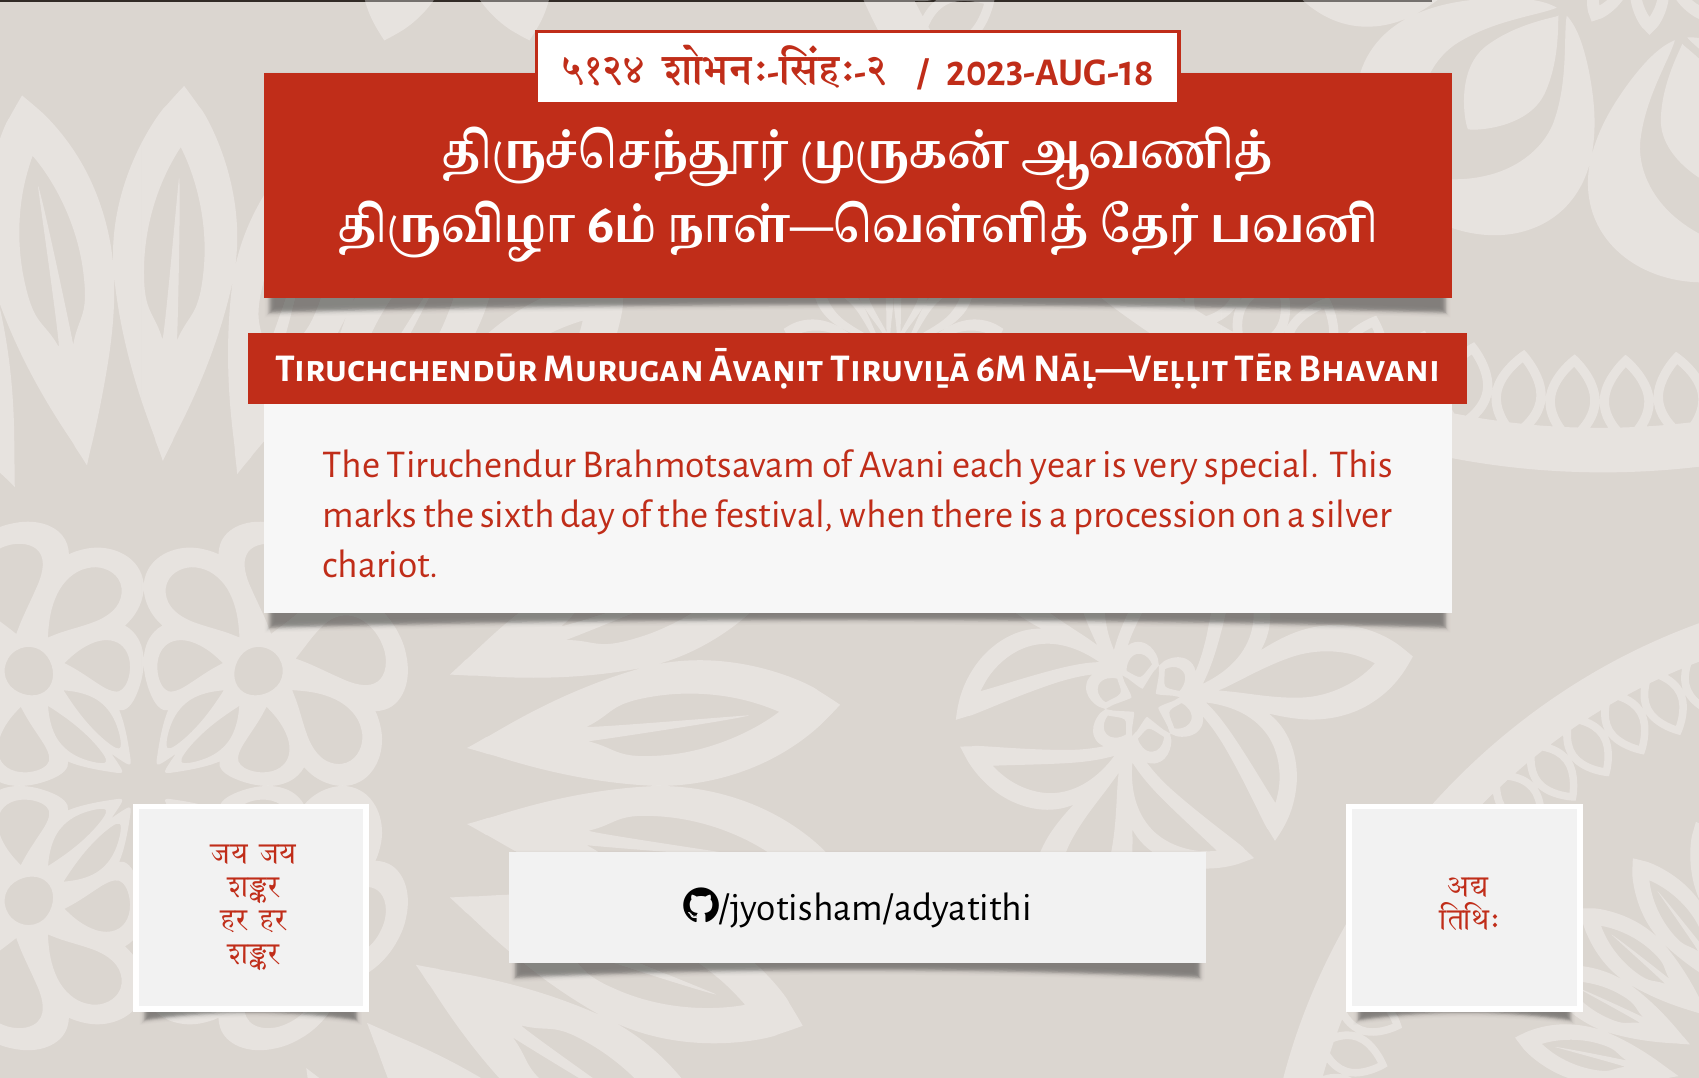 ५१२४ शोभनः-सिंहः-२ / 2023-AUG-18
திருச்செந்தூர் முருகன் ஆவணித்
திருவிழா 6ம் நாள்—வெள்ளித் தேர் பவனி
Tiruchchendūr Murugan Āvaṇit Tiruviḻā 6m Nāḷ—Veḷḷit Tēr Bhavani
The Tiruchendur Brahmotsavam of Avani each year is very special. This
marks the sixth day of the festival, when there is a procession on a silver
chariot.
जय जय
शङ्कर
हर हर
शङ्कर
/jyotisham/adyatithi
अद्य
तिथिः